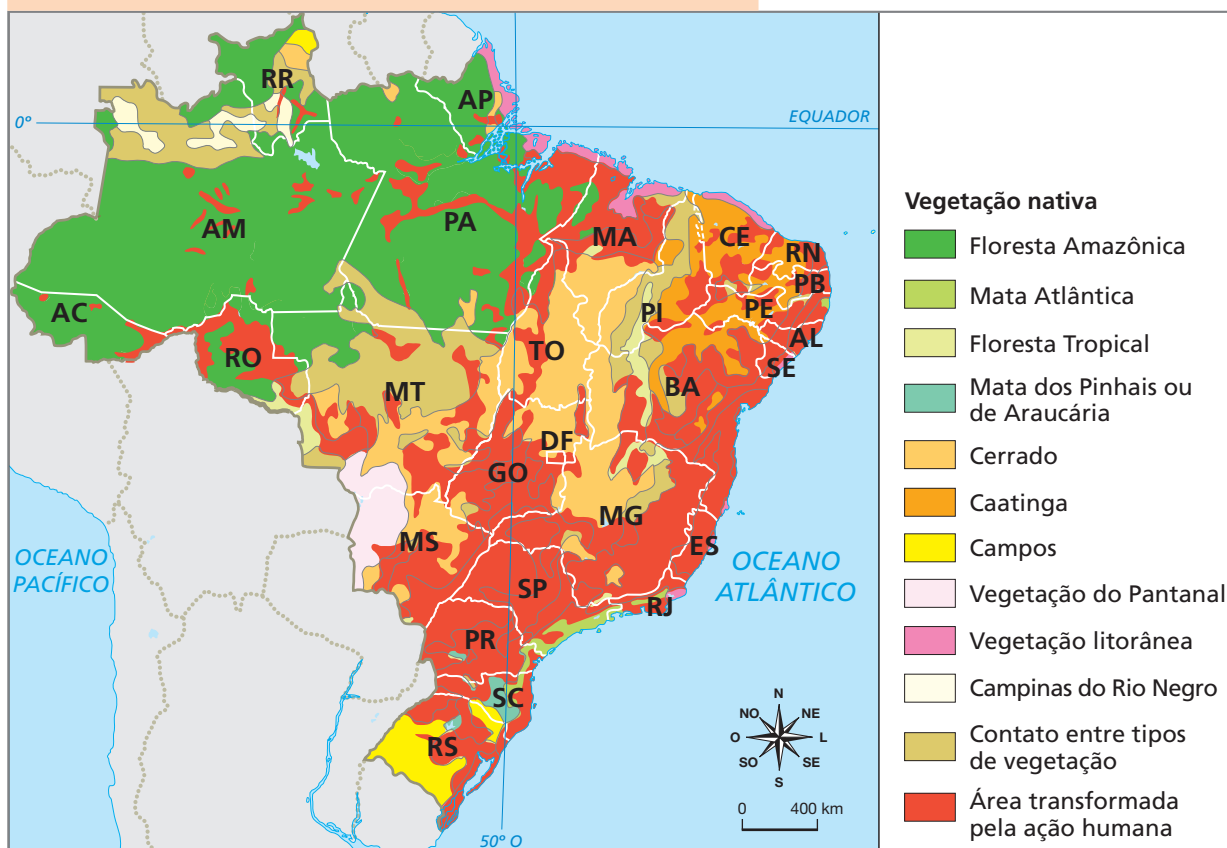 RR
AP
0°
EQUADOR
AM
PA
MA
CE
RN
PB
PE
PI
AL
SE
AC
RO
TO
BA
MT
DF
GO
MG
MS
ES
OCEANO
PACÍFICO
OCEANO
ATLÂNTICO
SP
RJ
PR
SC
RS
N
NO
NE
O
L
SO
SE
S
0 400 km
50° O
Vegetação nativa
Floresta Amazônica
Mata Atlântica
Floresta Tropical
Mata dos Pinhais ou
de Araucária
Cerrado
Caatinga
Campos
Vegetação do Pantanal
Vegetação litorânea
Campinas do Rio Negro
Contato entre tipos
de vegetação
Área transformada
pela ação humana